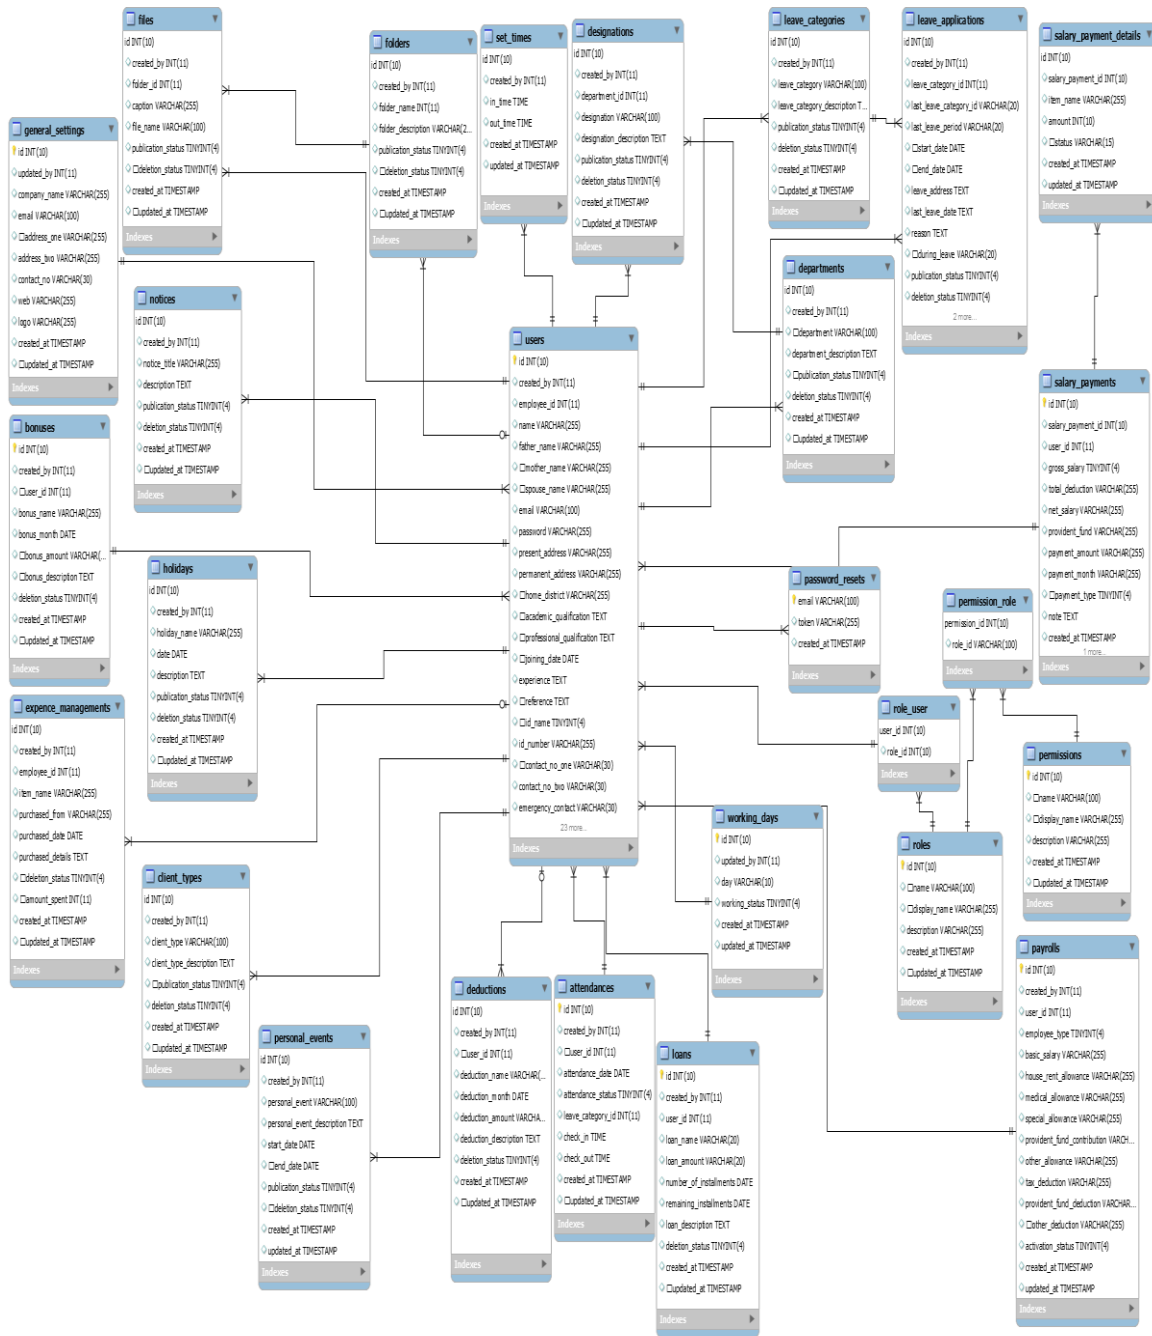 files
id INT(10)
created_by INT(11)
folder_id INT(11)
caption VARCHAR(255)
file_name VARCHAR(100)
publication_status TINYINT(4)
deletion_status TINYINT(4)
created_at TIMESTAMP
updated_at TIMESTAMP
Indexes
folders
id INT(10)
created_by INT(11)
folder_name INT(11)
folder_description VARCHAR(2...
publication_status TINYINT(4)
deletion_status TINYINT(4)
created_at TIMESTAMP
updated_at TIMESTAMP
Indexes
set_times
id INT(10)
created_by INT(11)
in_time TIME
out_time TIME
created_at TIMESTAMP
updated_at TIMESTAMP
Indexes
designations
id INT(10)
created_by INT(11)
department_id INT(11)
designation VARCHAR(100)
designation_description TEXT
publication_status TINYINT(4)
deletion_status TINYINT(4)
created_at TIMESTAMP
updated_at TIMESTAMP
Indexes
leave_categories
id INT(10)
created_by INT(11)
leave_category VARCHAR(100)
leave_category_description T...
publication_status TINYINT(4)
deletion_status TINYINT(4)
created_at TIMESTAMP
updated_at TIMESTAMP
Indexes
leave_applications
id INT(10)
created_by INT(11)
leave_category_id INT(11)
last_leave_category_id VARCHAR(20)
last_leave_period VARCHAR(20)
start_date DATE
end_date DATE
leave_address TEXT
last_leave_date TEXT
reason TEXT
during_leave VARCHAR(20)
publication_status TINYINT(4)
deletion_status TINYINT(4)
2 more...
Indexes
salary_payment_details
id INT(10)
salary_payment_id INT(10)
item_name VARCHAR(255)
amount INT(10)
status VARCHAR(15)
created_at TIMESTAMP
updated_at TIMESTAMP
Indexes
general_settings
id INT(10)
updated_by INT(11)
company_name VARCHAR(255)
email VARCHAR(100)
address_one VARCHAR(255)
address_two VARCHAR(255)
contact_no VARCHAR(30)
web VARCHAR(255)
logo VARCHAR(255)
created_at TIMESTAMP
updated_at TIMESTAMP
Indexes
notices
id INT(10)
created_by INT(11)
notice_title VARCHAR(255)
description TEXT
publication_status TINYINT(4)
deletion_status TINYINT(4)
created_at TIMESTAMP
updated_at TIMESTAMP
Indexes
departments
id INT(10)
created_by INT(11)
department VARCHAR(100)
department_description TEXT
publication_status TINYINT(4)
deletion_status TINYINT(4)
created_at TIMESTAMP
updated_at TIMESTAMP
Indexes
users
id INT(10)
created_by INT(11)
employee_id INT(11)
name VARCHAR(255)
father_name VARCHAR(255)
mother_name VARCHAR(255)
spouse_name VARCHAR(255)
email VARCHAR(100)
password VARCHAR(255)
present_address VARCHAR(255)
permanent_address VARCHAR(255)
home_district VARCHAR(255)
academic_qualification TEXT
professional_qualification TEXT
joining_date DATE
experience TEXT
reference TEXT
id_name TINYINT(4)
id_number VARCHAR(255)
contact_no_one VARCHAR(30)
contact_no_two VARCHAR(30)
emergency_contact VARCHAR(30)
23 more...
Indexes
salary_payments
id INT(10)
salary_payment_id INT(10)
user_id INT(11)
gross_salary TINYINT(4)
total_deduction VARCHAR(255)
net_salary VARCHAR(255)
provident_fund VARCHAR(255)
payment_amount VARCHAR(255)
payment_month VARCHAR(255)
payment_type TINYINT(4)
note TEXT
created_at TIMESTAMP
1 more...
Indexes
bonuses
id INT(10)
created_by INT(11)
user_id INT(11)
bonus_name VARCHAR(255)
bonus_month DATE
bonus_amount VARCHAR(...
bonus_description TEXT
deletion_status TINYINT(4)
created_at TIMESTAMP
updated_at TIMESTAMP
Indexes
holidays
id INT(10)
created_by INT(11)
holiday_name VARCHAR(255)
date DATE
description TEXT
publication_status TINYINT(4)
deletion_status TINYINT(4)
created_at TIMESTAMP
updated_at TIMESTAMP
Indexes
password_resets
email VARCHAR(100)
token VARCHAR(255)
created_at TIMESTAMP
Indexes
permission_role
permission_id INT(10)
role_id VARCHAR(100)
Indexes
expence_managements
id INT(10)
created_by INT(11)
employee_id INT(11)
item_name VARCHAR(255)
purchased_from VARCHAR(255)
purchased_date DATE
purchased_details TEXT
deletion_status TINYINT(4)
amount_spent INT(11)
created_at TIMESTAMP
updated_at TIMESTAMP
Indexes
role_user
user_id INT(10)
role_id INT(10)
Indexes
permissions
id INT(10)
name VARCHAR(100)
display_name VARCHAR(255)
description VARCHAR(255)
created_at TIMESTAMP
updated_at TIMESTAMP
Indexes
working_days
id INT(10)
updated_by INT(11)
day VARCHAR(10)
working_status TINYINT(4)
created_at TIMESTAMP
updated_at TIMESTAMP
Indexes
roles
id INT(10)
name VARCHAR(100)
display_name VARCHAR(255)
description VARCHAR(255)
created_at TIMESTAMP
updated_at TIMESTAMP
Indexes
client_types
id INT(10)
created_by INT(11)
client_type VARCHAR(100)
client_type_description TEXT
publication_status TINYINT(4)
deletion_status TINYINT(4)
created_at TIMESTAMP
updated_at TIMESTAMP
Indexes
personal_events
id INT(10)
created_by INT(11)
personal_event VARCHAR(100)
personal_event_description TEXT
start_date DATE
end_date DATE
publication_status TINYINT(4)
deletion_status TINYINT(4)
created_at TIMESTAMP
updated_at TIMESTAMP
Indexes
deductions
id INT(10)
created_by INT(11)
user_id INT(11)
deduction_name VARCHAR(...
deduction_month DATE
deduction_amount VARCHA...
deduction_description TEXT
deletion_status TINYINT(4)
created_at TIMESTAMP
updated_at TIMESTAMP
Indexes
attendances
id INT(10)
created_by INT(11)
user_id INT(11)
attendance_date DATE
attendance_status TINYINT(4)
leave_category_id INT(11)
check_in TIME
check_out TIME
created_at TIMESTAMP
updated_at TIMESTAMP
Indexes
loans
id INT(10)
created_by INT(11)
user_id INT(11)
loan_name VARCHAR(20)
loan_amount VARCHAR(20)
number_of_installments DATE
remaining_installments DATE
loan_description TEXT
deletion_status TINYINT(4)
created_at TIMESTAMP
updated_at TIMESTAMP
Indexes
payrolls
id INT(10)
created_by INT(11)
user_id INT(11)
employee_type TINYINT(4)
basic_salary VARCHAR(255)
house_rent_allowance VARCHAR(255)
medical_allowance VARCHAR(255)
special_allowance VARCHAR(255)
provident_fund_contribution VARCH...
other_allowance VARCHAR(255)
tax_deduction VARCHAR(255)
provident_fund_deduction VARCHAR...
other_deduction VARCHAR(255)
activation_status TINYINT(4)
created_at TIMESTAMP
updated_at TIMESTAMP
Indexes